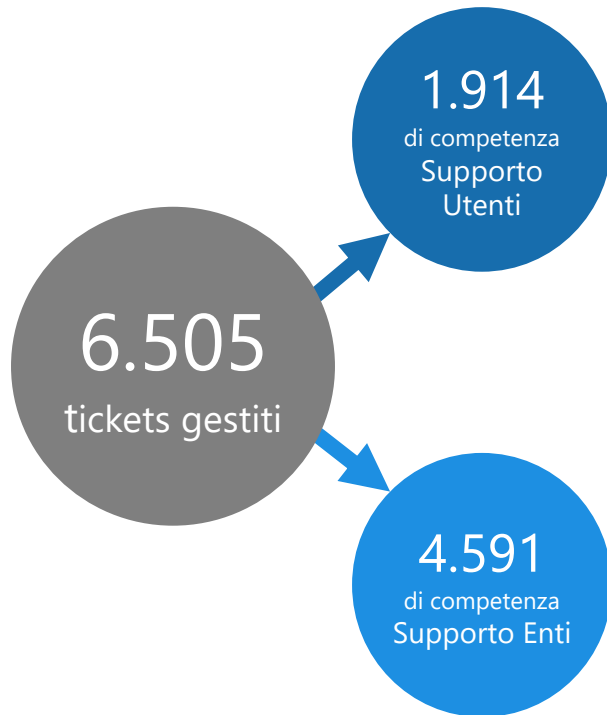 6.505
tickets gestiti
1.914
di competenza
Supporto
Utenti
4.591
di competenza
Supporto Enti